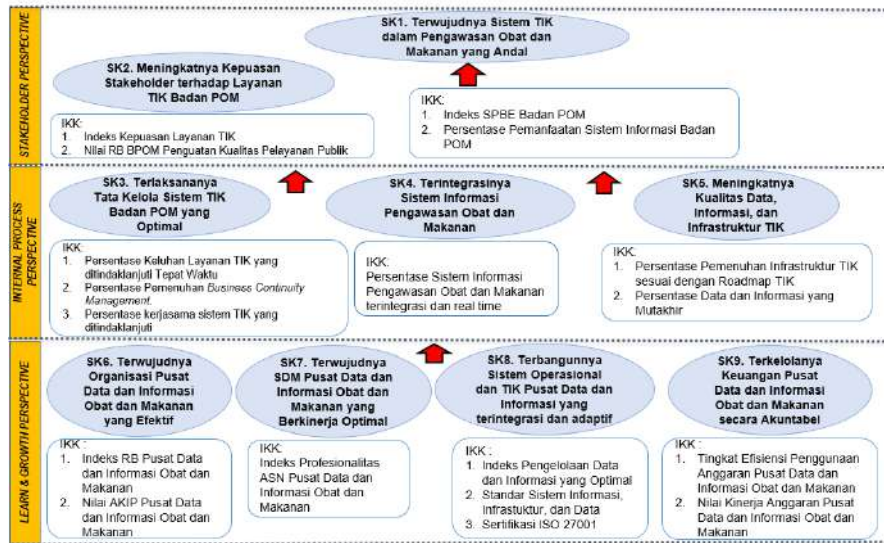 STAKEHOLDER PERSPECTIVE
SK1. Terwujudnya Sistem TIK
dalam Pengawasan Obat dan
Makanan yang Andal
SK2. Meningkatnya Kepuasan
Stakeholder terhadap Layanan
TIK Badan POM
IKK:
1. Indeks Kepuasan Layanan TIK
2. Nilai RB BPOM Penguatan Kualitas Pelayanan Publik
IKK:
1. Indeks SPBE Badan POM
2. Persentase Pemanfaatan Sistem Informasi Badan
POM
INTERNAL PROCESS
PERSPECTIVE
SK3. Terlaksananya
Tata Kelola Sistem TIK
Badan POM yang
Optimal
IKK:
1. Persentase Keluhan Layanan TIK yang
ditindaklanjuti Tepat Waktu
2. Persentase Pemenuhan Business Continuity
Management.
3. Persentase kerjasama sistem TIK yang
ditindaklanjuti
SK4. Terintegrasinya
Sistem Informasi
Pengawasan Obat dan
Makanan
IKK:
Persentase Sistem Informasi
Pengawasan Obat dan Makanan
terintegrasi dan real time
SK5. Meningkatnya
Kualitas Data,
Informasi, dan
Infrastruktur TIK
IKK:
1. Persentase Pemenuhan Infrastruktur TIK
sesuai dengan Roadmap TIK
2. Persentase Data dan Informasi yang
Mutakhir
LEARN & GROWTH PERSPECTIVE
SK6. Terwujudnya
Organisasi Pusat
Data dan Informasi
Obat dan Makanan
yang Efektif
IKK :
1. Indeks RB Pusat Data
dan Informasi Obat dan
Makanan
2. Nilai AKIP Pusat Data
dan Informasi Obat dan
Makanan
SK7. Terwujudnya
SDM Pusat Data dan
Informasi Obat dan
Makanan yang
Berkinerja Optimal
IKK:
Indeks Profesionalitas
ASN Pusat Data dan
Informasi Obat dan
Makanan
SK8. Terbangunnya
Sistem Operasional
dan TIK Pusat Data dan
Informasi yang
terintegrasi dan adaptif
IKK :
1. Indeks Pengelolaan Data
dan Informasi yang Optimal
2. Standar Sistem Informasi,
Infrastuktur, dan Data
3. Sertifikasi ISO 27001
SK9. Terkelolanya
Keuangan Pusat
Data dan Informasi
Obat dan Makanan
secara Akuntabel
IKK :
1. Tingkat Efisiensi Penggunaan
Anggaran Pusat Data dan
Informasi Obat dan Makanan
2. Nilai Kinerja Anggaran Pusat
Data dan Informasi Obat dan
Makanan